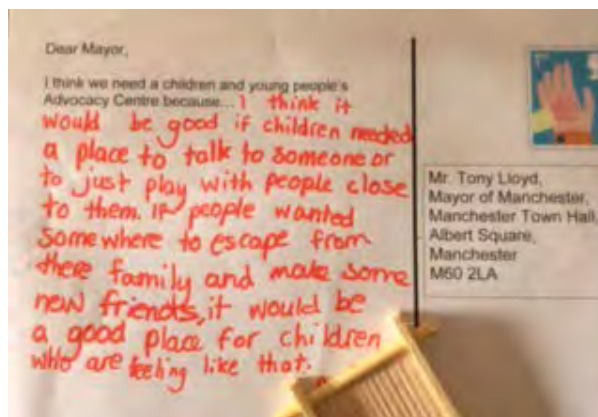 Dear Mayor,
I think we need a children and young people's
Advocacy Centre because... I think it
would be good if children needed
a place to talk to someone or
to just play with people close
to them. If people wanted
somewhere to escape from
there family and make some
new friends, it would be
a good place for children
who are feeling like that.
Mr. Tony Lloyd,
Mayor of Manchester,
Manchester Town Hall,
Albert Square,
Manchester
M60 2LA